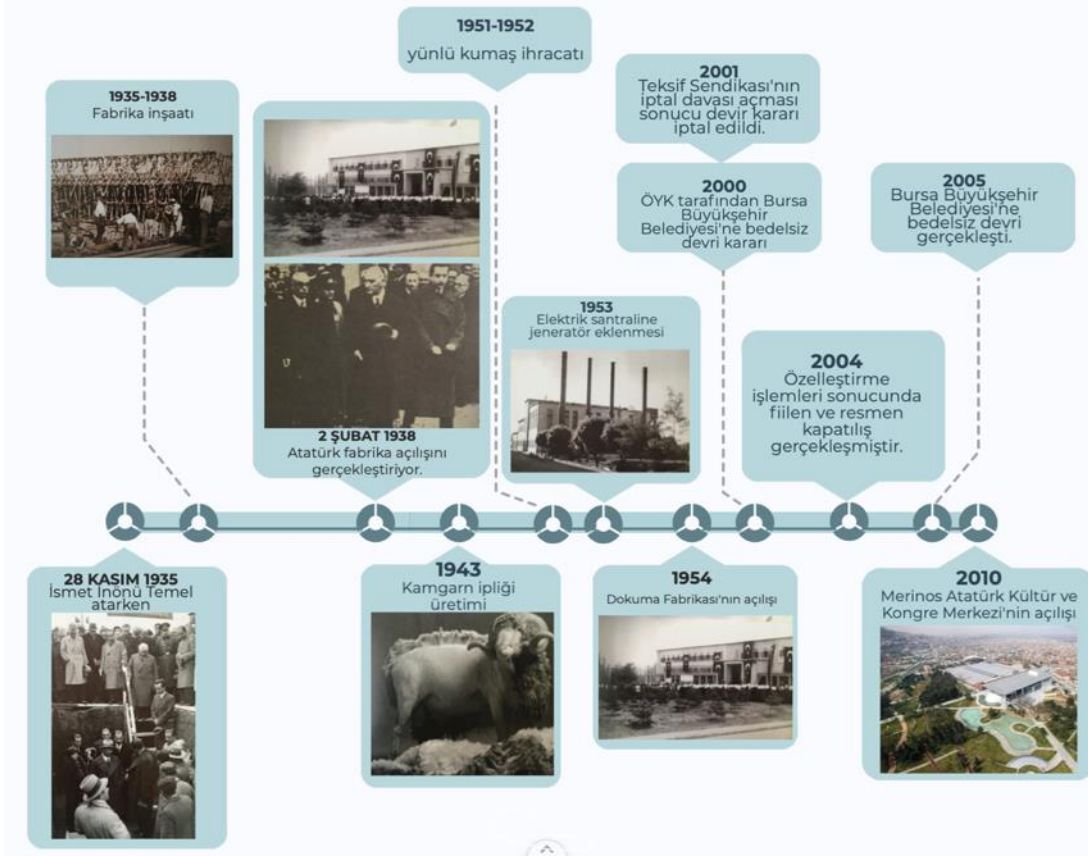 1951-1952
yünlü kumaş ihracatı
1935-1938
Fabrika inşaatı
2001
Teksif Sendikası'nın
iptal davası açması
sonucu devir kararı
iptal edildi.
2000
ÖYK tarafından Bursa
Büyükşehir
Belediyesi'ne bedelsiz
devri kararı
2005
Bursa Büyükşehir
Belediyesi'ne
bedelsiz devri
gerçekleşti.
1953
Elektrik santraline
jeneratör eklenmesi
2004
Özelleştirme
işlemleri sonucunda
fiilen ve resmen
kapatılış
gerçekleşmiştir.
2 ŞUBAT 1938
Atatürk fabrika açılışını
gerçekleştiriyor.
28 KASIM 1935
İsmet İnönü Temel
atarken
1943
Kamgarn ipliği
üretimi
1954
Dokuma Fabrikası'nın açılışı
2010
Merinos Atatürk Kültür ve
Kongre Merkezi'nin açılışı